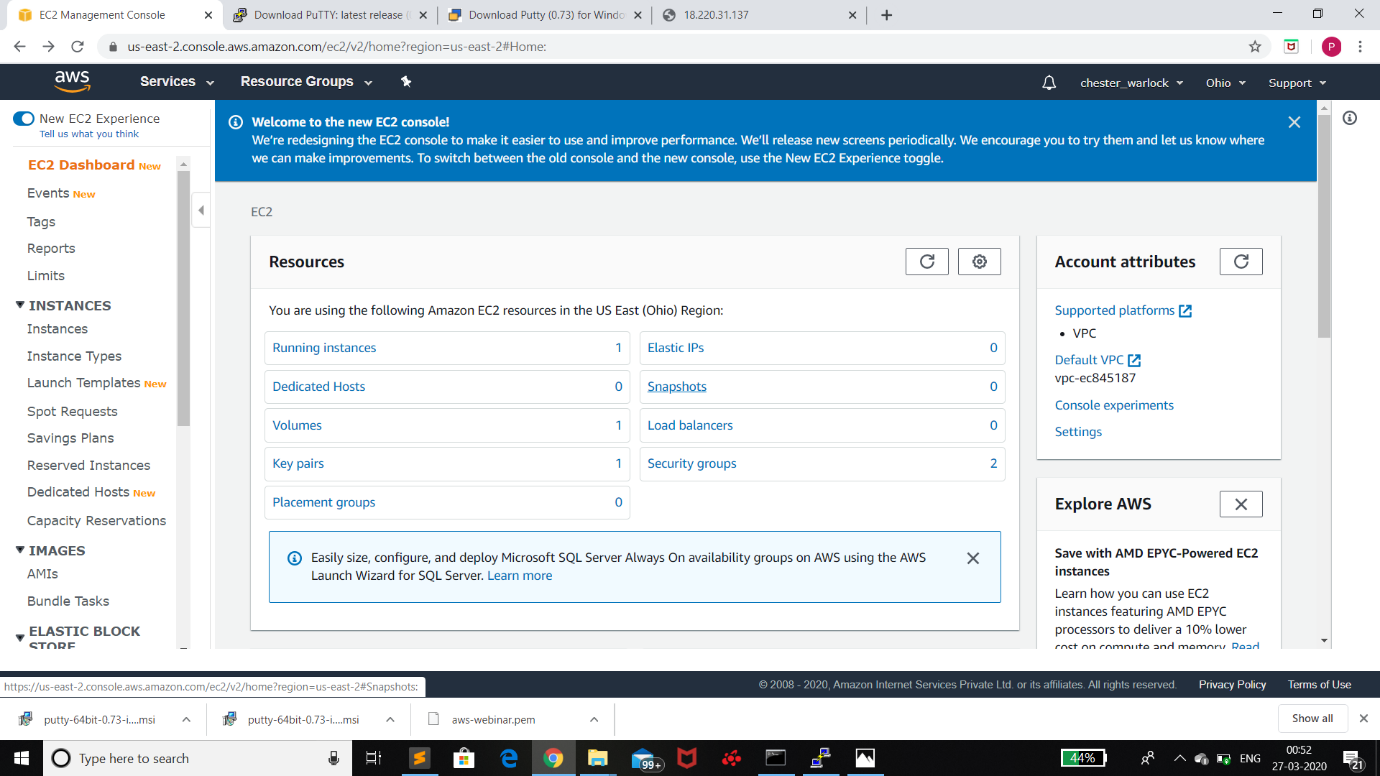 EC2 Management Console
Download PuTTY: latest release (
Download Putty (0.73) for Windo
18.220.31.137
us-east-2.console.aws.amazon.com/ec2/v2/home?region=us-east-2#Home:
P
aws
Services
Resource Groups
chester_warlock
Ohio
Support
New EC2 Experience
Tell us what you think
EC2 Dashboard New
Events New
Tags
Reports
Limits
INSTANCES
Instances
Instance Types
Launch Templates New
Spot Requests
Savings Plans
Reserved Instances
Dedicated Hosts New
Capacity Reservations
IMAGES
AMIs
Bundle Tasks
ELASTIC BLOCK
STORE
Welcome to the new EC2 console!
We're redesigning the EC2 console to make it easier to use and improve performance. We'll release new screens periodically. We encourage you to try them and let us know where
we can make improvements. To switch between the old console and the new console, use the New EC2 Experience toggle.
EC2
Resources
You are using the following Amazon EC2 resources in the US East (Ohio) Region:
Running instances 1
Elastic IPs 0
Dedicated Hosts 0
Snapshots 0
Volumes 1
Load balancers 0
Key pairs 1
Security groups 2
Placement groups 0
Easily size, configure, and deploy Microsoft SQL Server Always On availability groups on AWS using the AWS
Launch Wizard for SQL Server. Learn more
Account attributes
Supported platforms
• VPC
Default VPC
vpc-ec845187
Console experiments
Settings
Explore AWS
Save with AMD EPYC-Powered EC2
instances
Learn how you can use EC2
instances featuring AMD EPYC
processors to deliver a 10% lower
cost on compute and memory. Read
https://us-east-2.console.aws.amazon.com/ec2/v2/home?region=us-east-2#Snapshots:
© 2008 - 2020, Amazon Internet Services Private Ltd. or its affiliates. All rights reserved.
Privacy Policy
Terms of Use
putty-64bit-0.73-i....msi
putty-64bit-0.73-i....msi
aws-webinar.pem
Show all
Type here to search
99+
44%
ENG
00:52
27-03-2020
21